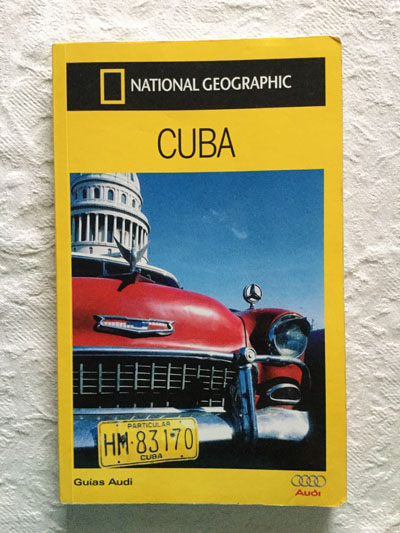 NATIONAL GEOGRAPHIC
CUBA
PARTICULAR
HM·83170
CUBA
Guías Audi
Audi